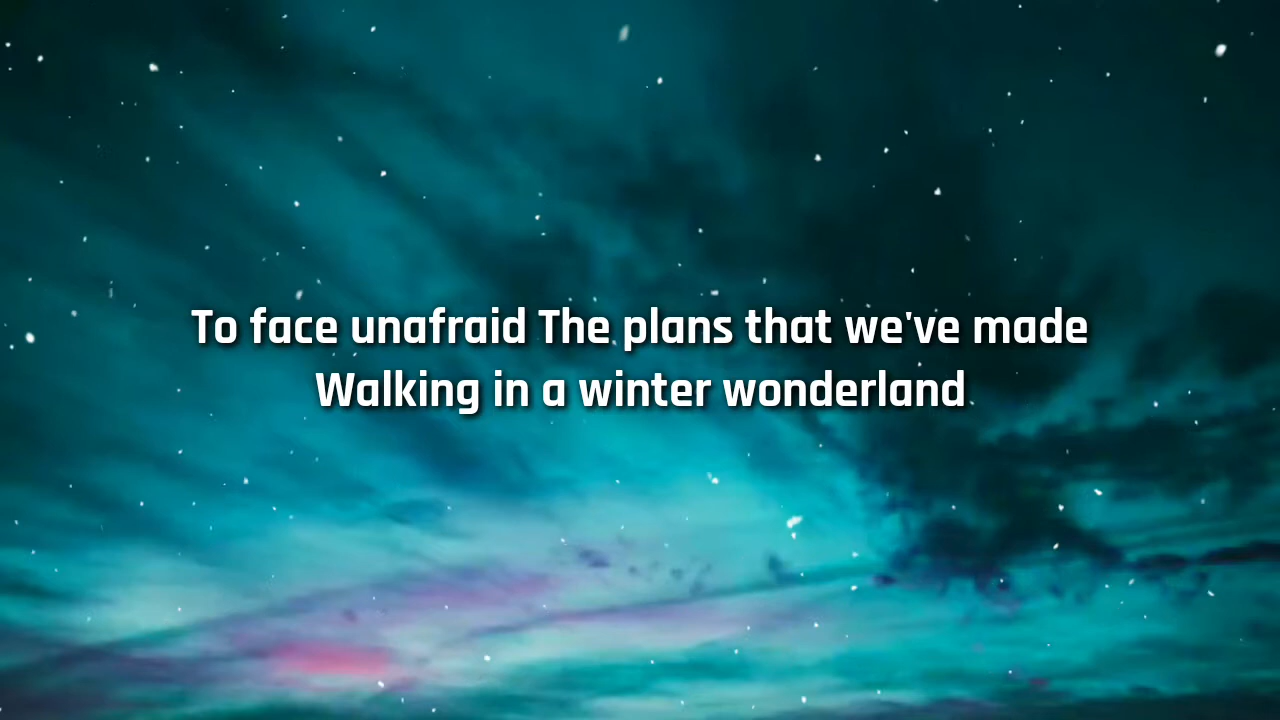 To face unafraid The plans that we've made
Walking in a winter wonderland